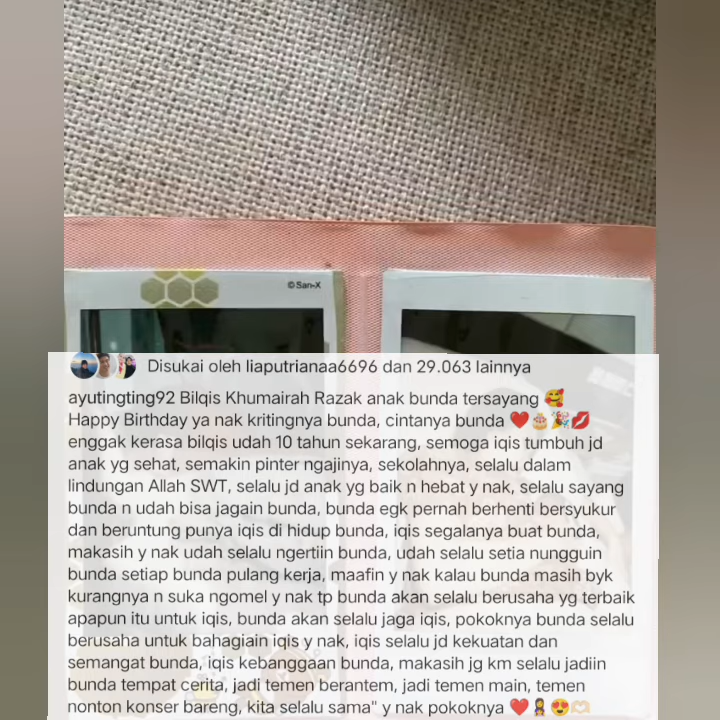 © San-X
Disukai oleh liaputrianaa6696 dan 29.063 lainnya
ayutingting92 Bilqis Khumairah Razak anak bunda tersayang 🥰
Happy Birthday ya nak kritingnya bunda, cintanya bunda ❤️🎂🎉💋
enggak kerasa bilqis udah 10 tahun sekarang, semoga iqis tumbuh jd
anak yg sehat, semakin pinter ngajinya, sekolahnya, selalu dalam
lindungan Allah SWT, selalu jd anak yg baik n hebat y nak, selalu sayang
bunda n udah bisa jagain bunda, bunda egk pernah berhenti bersyukur
dan beruntung punya iqis di hidup bunda, iqis segalanya buat bunda,
makasih y nak udah selalu ngertiin bunda, udah selalu setia nungguin
bunda setiap bunda pulang kerja, maafin y nak kalau bunda masih byk
kurangnya n suka ngomel y nak tp bunda akan selalu berusaha yg terbaik
apapun itu untuk iqis, bunda akan selalu jaga iqis, pokoknya bunda selalu
berusaha untuk bahagiain iqis y nak, iqis selalu jd kekuatan dan
semangat bunda, iqis kebanggaan bunda, makasih jg km selalu jadiin
bunda tempat cerita, jadi temen berantem, jadi temen main, temen
nonton konser bareng, kita selalu sama" y nak pokoknya ❤️👩‍👧😍🫶🏻